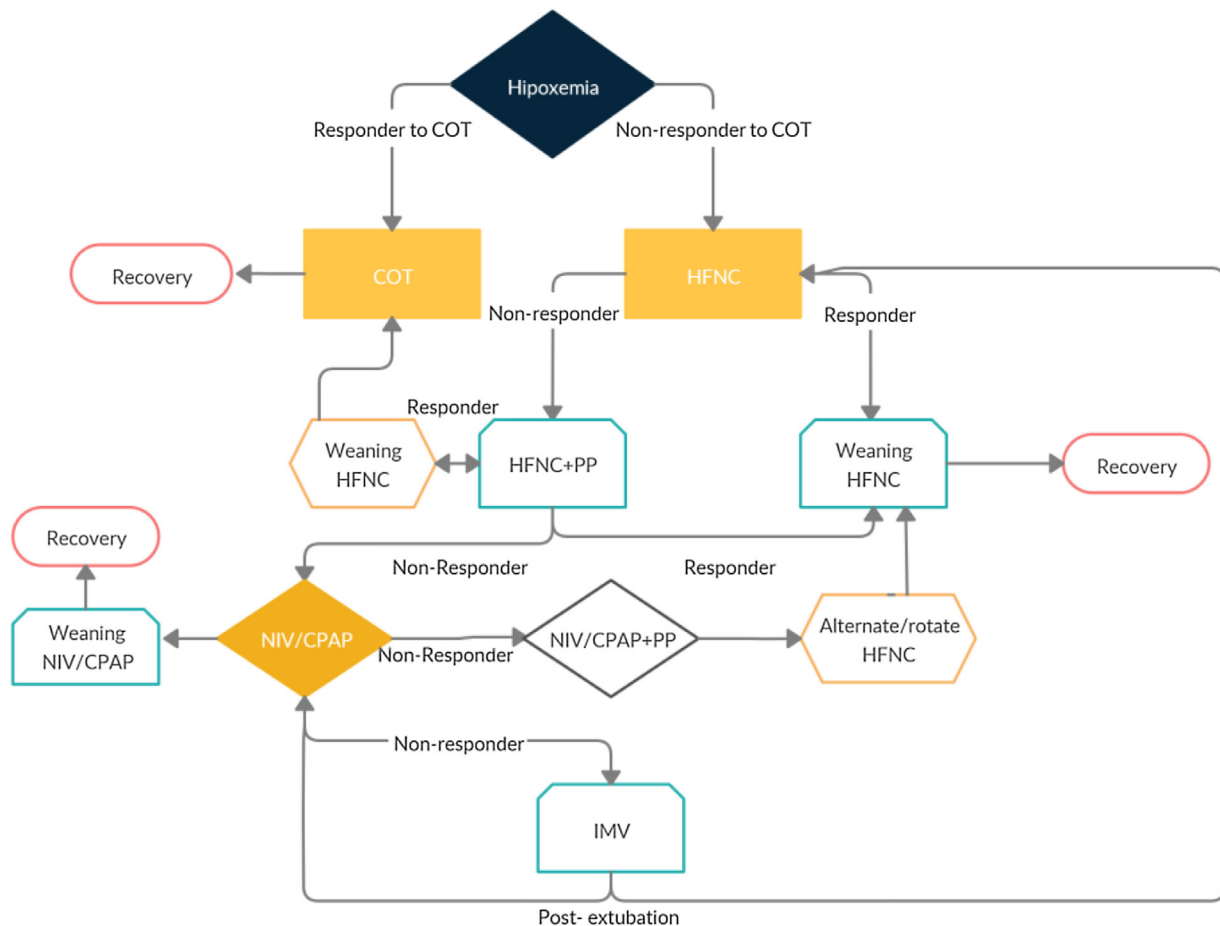 Hipoxemia
Responder to COT
Non-responder to COT
Recovery
COT
HFNC
Non-responder
Responder
Responder
Weaning
HFNC
HFNC+PP
Weaning
HFNC
Recovery
Recovery
Non-Responder
Responder
Weaning
NIV/CPAP
NIV/CPAP
Non-Responder
NIV/CPAP+PP
Alternate/rotate
HFNC
Non-responder
IMV
Post- extubation